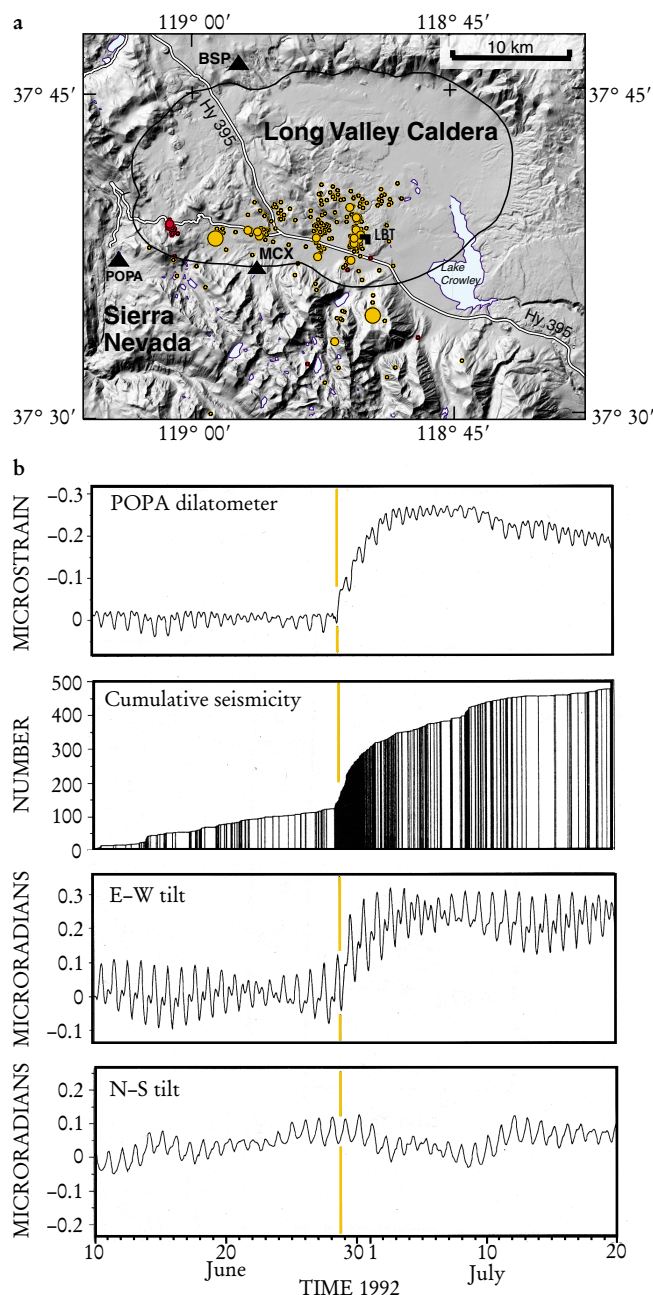 a
119° 00′ 118° 45′
BSP
10 km
37° 45′ 37° 45′
Hy 395
Long Valley Caldera
LBT
MCX
POPA
Lake
Crowley
Sierra
Nevada
Hy 395
37° 30′ 37° 30′
119° 00′ 118° 45′
b
MICROSTRAIN
POPA dilatometer
−0.3
−0.2
−0.1
0
NUMBER
Cumulative seismicity
500
400
300
200
100
0
MICRORADIANS
E–W tilt
0.3
0.2
0.1
0
−0.1
MICRORADIANS
N–S tilt
0.2
0.1
0
−0.1
−0.2
10 20 30 1 10 20
June July
TIME 1992